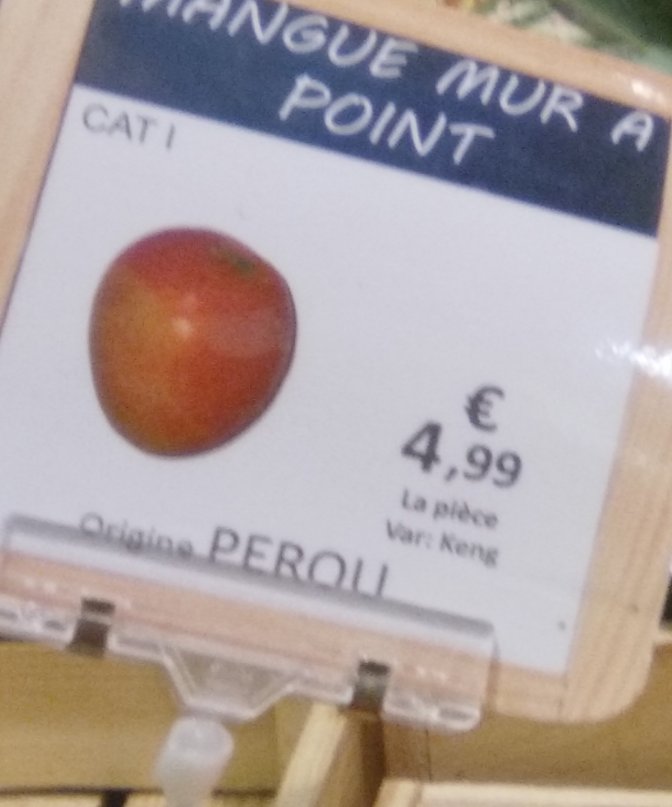 MANGUE MUR A
POINT
CAT I
€
4,99
La pièce
Var: Keng
Origine PEROU